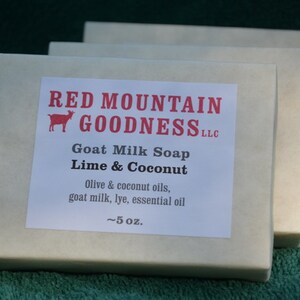 RED MOUNTAIN
GOODNESS LLC
Goat Milk Soap
Lime & Coconut
Olive & coconut oils,
goat milk, lye, essential oil
~5 oz.